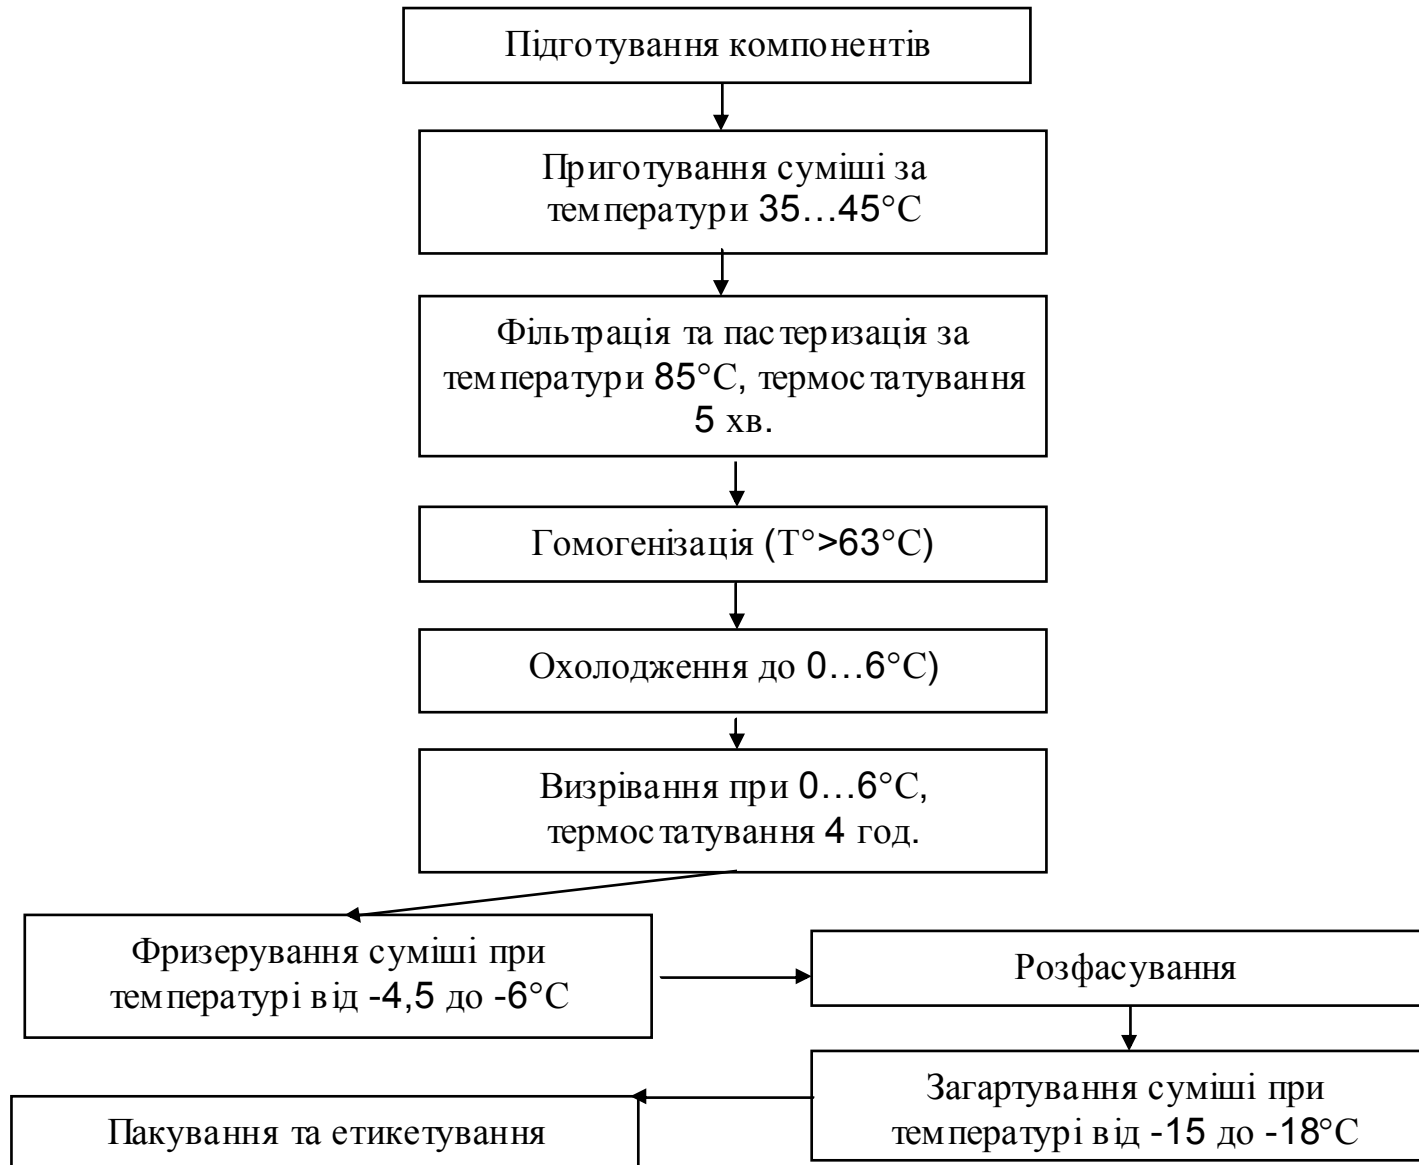 Підготування компонентів
Приготування суміші за
температури 35...45°С
Фільтрація та пастеризація за
температури 85°С, термостатування
5 хв.
Гомогенізація (Т°>63°С)
Охолодження до 0...6°С)
Визрівання при 0...6°С,
термостатування 4 год.
Фризерування суміші при
температурі від -4,5 до -6°С
Розфасування
Загартування суміші при
температурі від -15 до -18°С
Пакування та етикетування